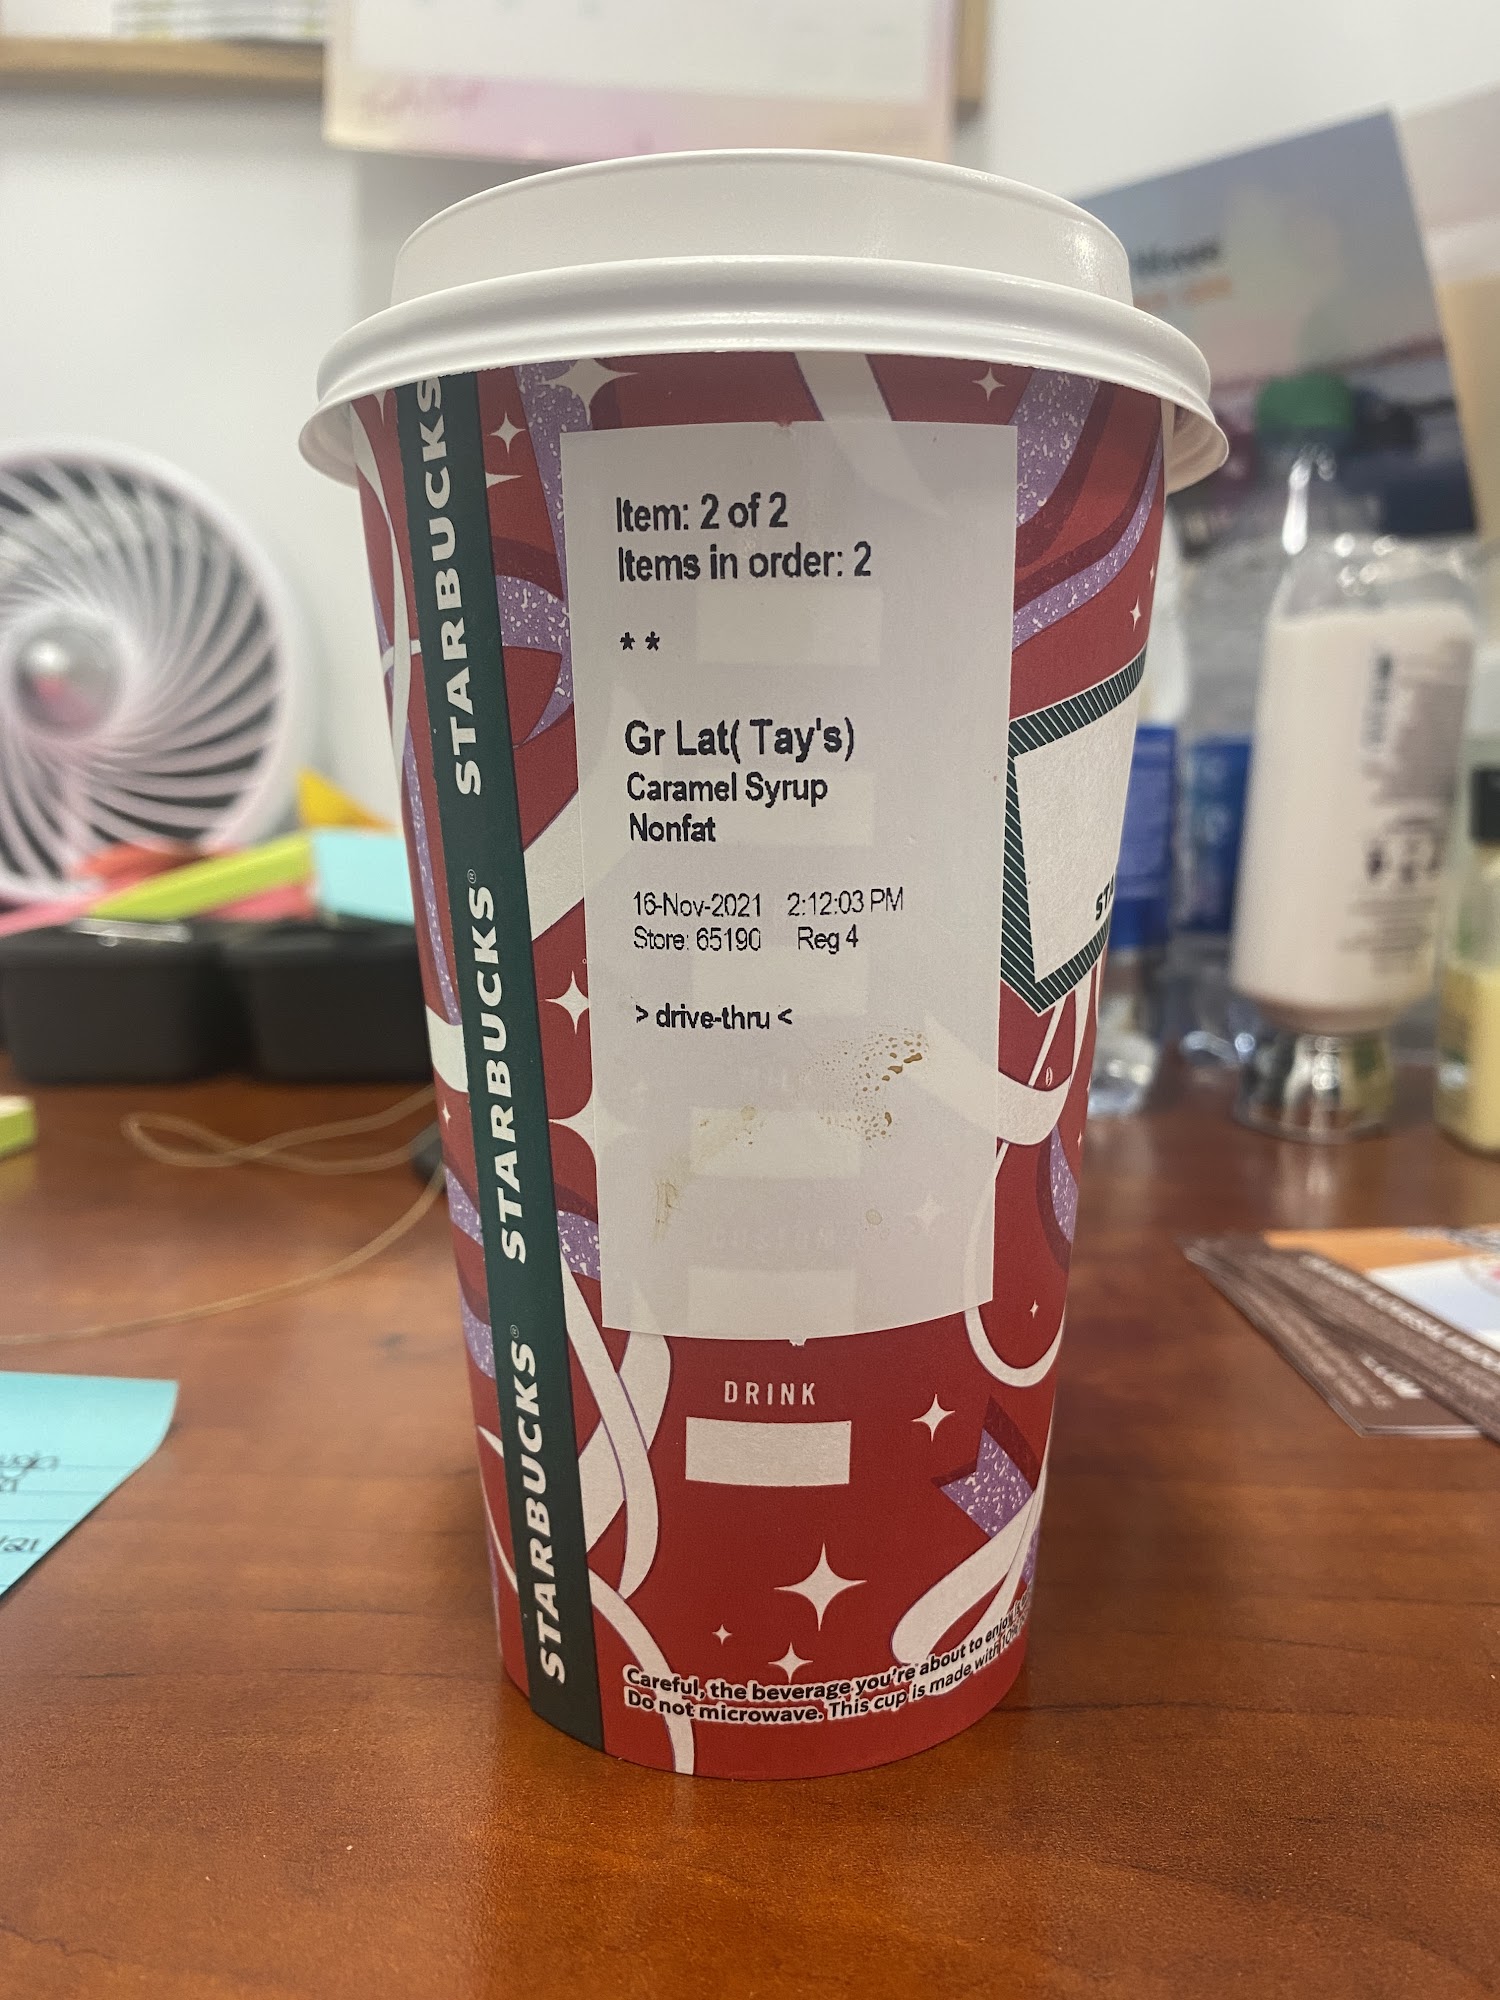 STARBUCKS
STARBUCKS®
STARBUCKS®
Item: 2 of 2
Items in order: 2
* *
Gr Lat( Tay's)
Caramel Syrup
Nonfat
16-Nov-2021 2:12:03 PM
Store: 65190 Reg 4
> drive-thru <
DRINK
Careful, the beverage you're about to enjoy is
Do not microwave. This cup is made with 10%